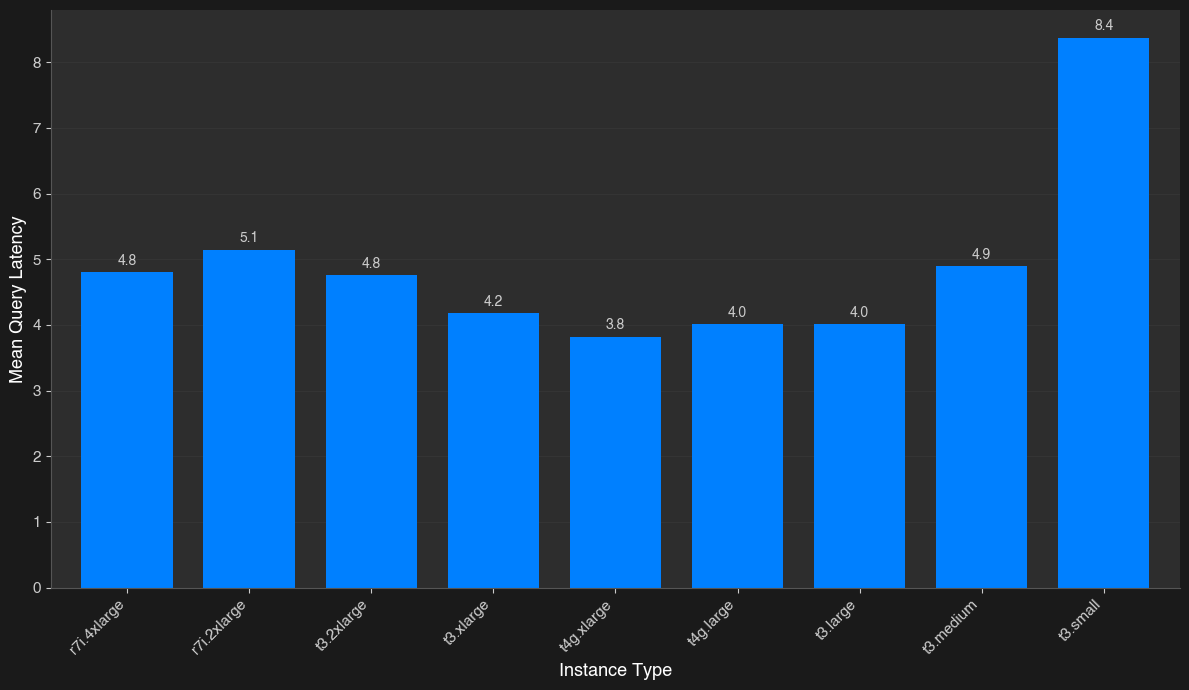 8.4
8
7
6
5.1
5
4.8
4.8
4.9
4.2
4.0
4.0
4
3.8
3
2
1
0
Mean Query Latency
r7i.4xlarge
r7i.2xlarge
t3.2xlarge
t3.xlarge
t4g.xlarge
t4g.large
t3.large
t3.medium
t3.small
Instance Type